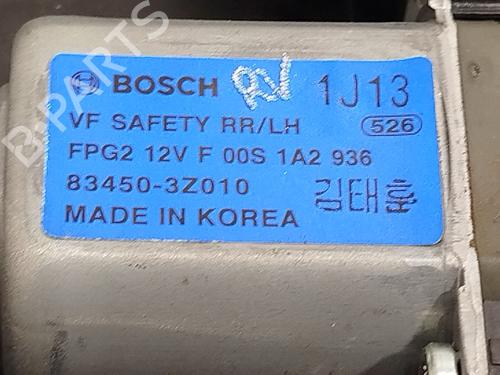 BOSCH 1J13
VF SAFETY RR/LH 526
FPG2 12V F 00S 1A2 936
83450-3Z010 김태홍
MADE IN KOREA
B-PARTS